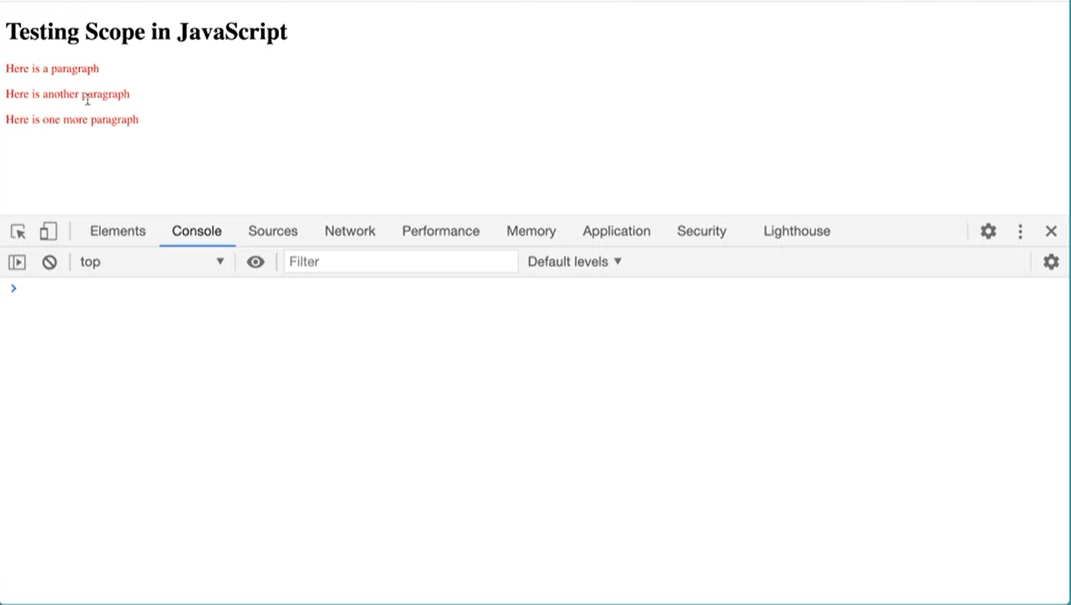 Testing Scope in JavaScript
Here is a paragraph
Here is another paragraph
Here is one more paragraph
Elements Console Sources Network Performance Memory Application Security Lighthouse
top Filter Default levels